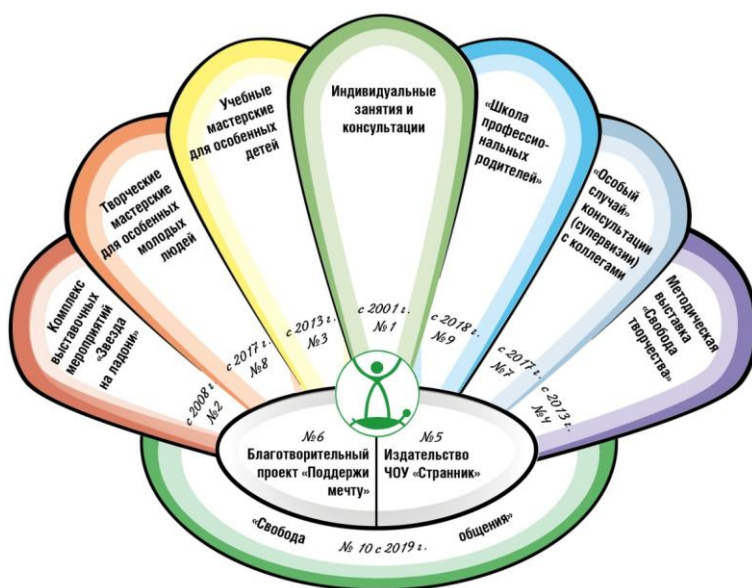 Комплекс
выставочных
мероприятий
«Звезда
на ладони»
с 2008 г.
№2
Творческие
мастерские
для особенных
молодых
людей
с 2017 г.
№8
Учебные
мастерские
для особенных
детей
с 2013 г.
№3
Индивидуальные
занятия и
консультации
с 2001 г.
№1
«Школа
профессио-
нальных
родителей»
с 2018 г.
№9
«Особый
случай»
консультации
(супервизии)
с коллегами
с 2017 г.
№7
Методическая
выставка
«Свобода
творчества»
с 2013 г.
№4
№6
Благотворительный
проект «Поддержи
мечту»
№5
Издательство
ЧОУ «Странник»
«Свобода № 10 с 2019 г. общения»